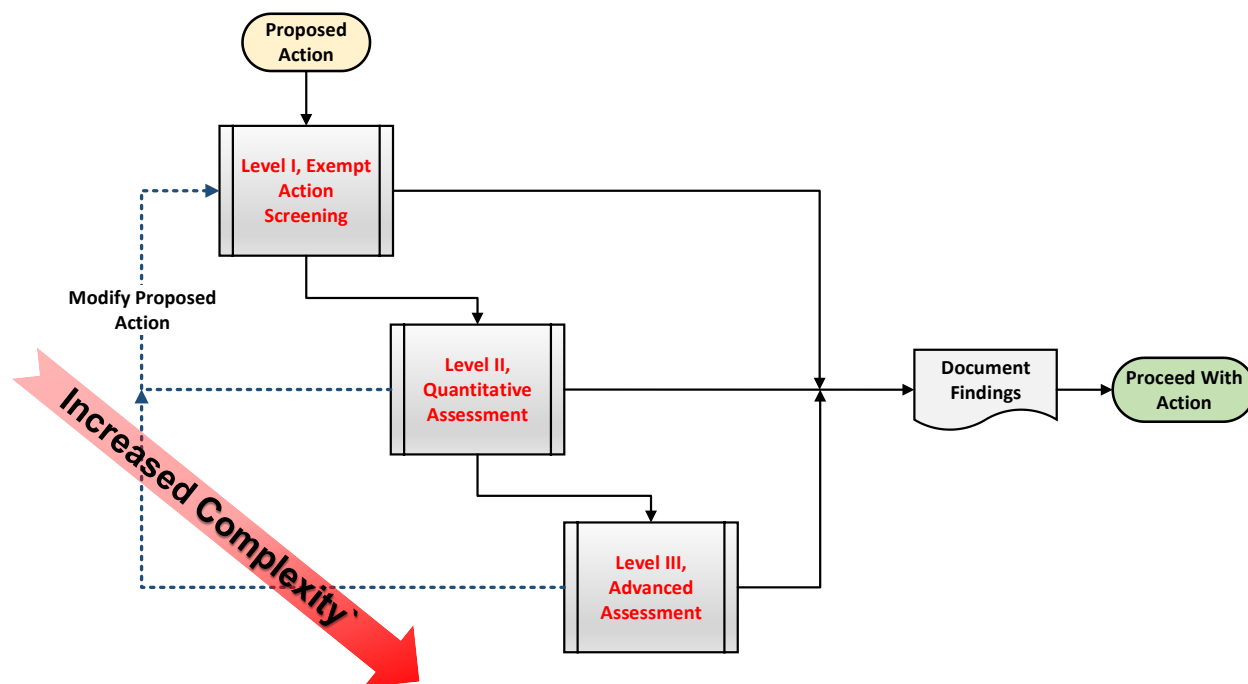 Proposed
Action
Level I, Exempt
Action
Screening
Modify Proposed
Action
Level II,
Quantitative
Assessment
Document
Findings
Proceed With
Action
Increased Complexity `
Level III,
Advanced
Assessment